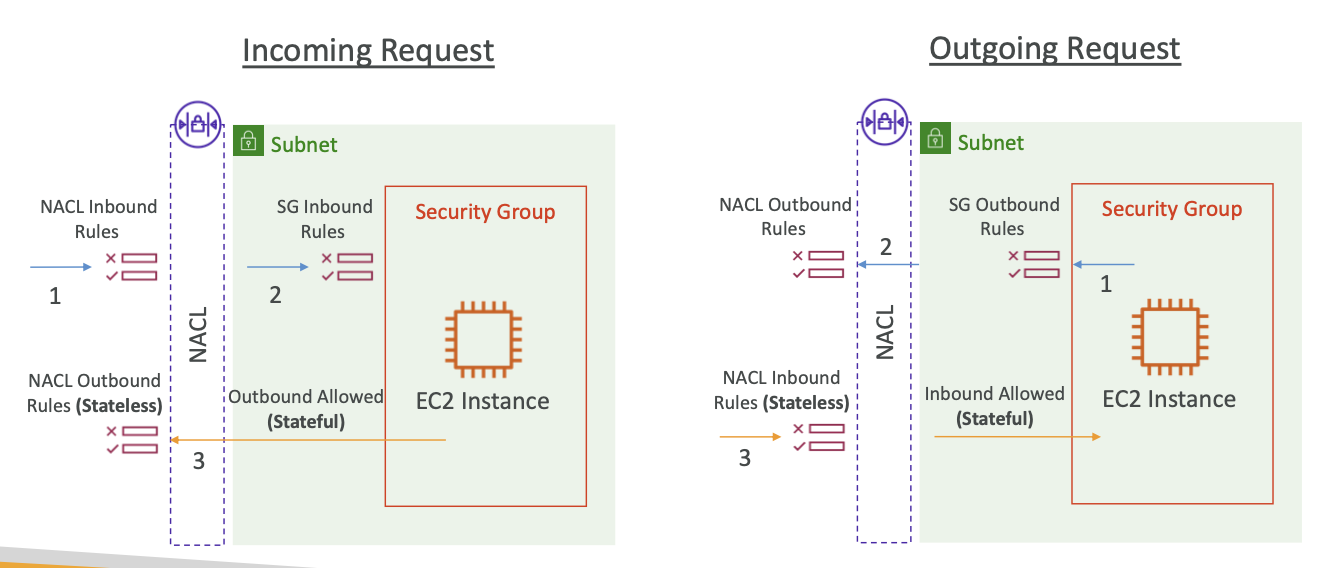 Incoming Request
Subnet
NACL Inbound
Rules
SG Inbound
Rules
Security Group
1
2
NACL
NACL Outbound
Rules (Stateless)
Outbound Allowed
(Stateful)
EC2 Instance
3
Outgoing Request
Subnet
NACL Outbound
Rules
SG Outbound
Rules
Security Group
2
1
NACL
NACL Inbound
Rules (Stateless)
Inbound Allowed
(Stateful)
EC2 Instance
3